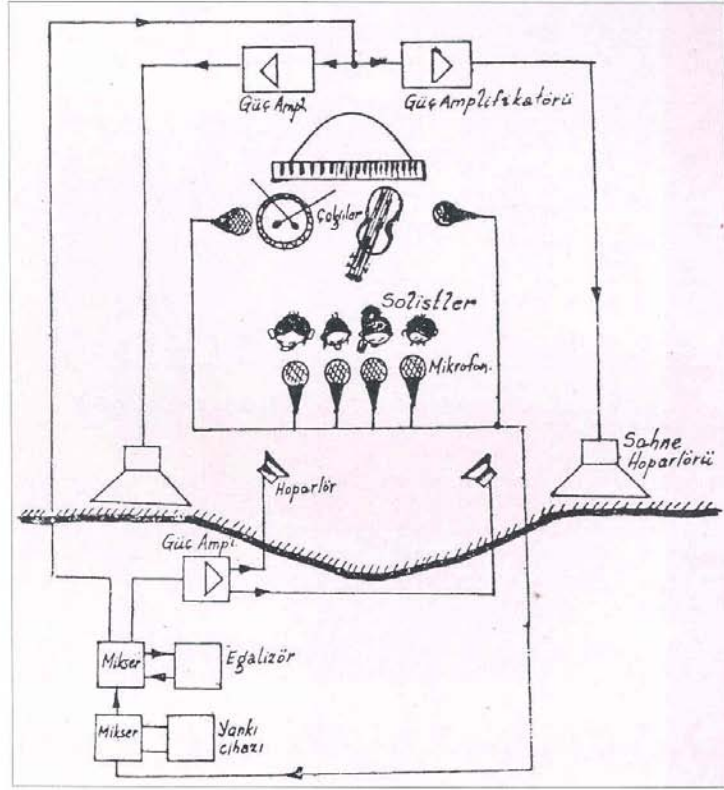 Güç Ampl.
Güç Amplifikatörü
Çalgılar
Solistler
Mikrofon.
Sahne
Hoparlörü
Hoparlör
Güç Ampl.
Mikser
Egalizör
Mikser
Yankı
cihazı